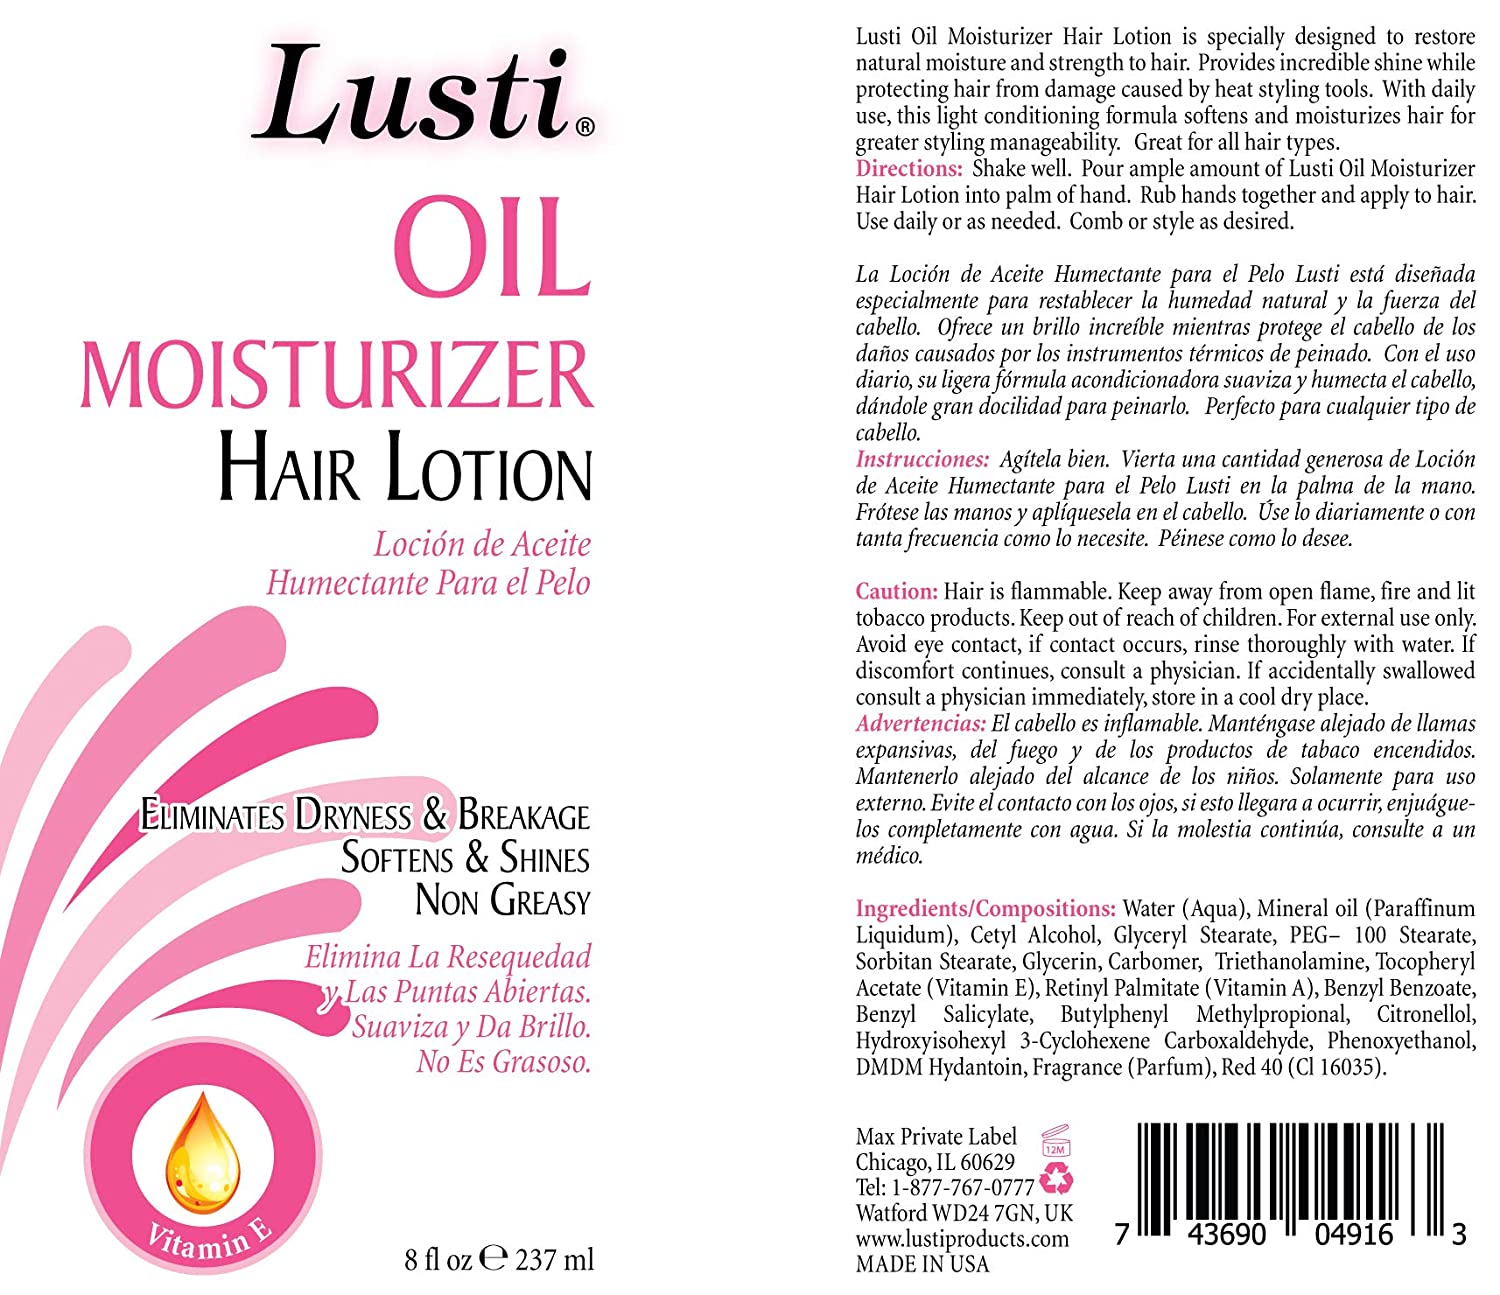 Lusti®
OIL
MOISTURIZER
HAIR LOTION
Loción de Aceite
Humectante Para el Pelo
ELIMINATES DRYNESS & BREAKAGE
SOFTENS & SHINES
NON GREASY
Elimina La Resequedad
y Las Puntas Abiertas.
Suaviza y Da Brillo.
No Es Grasoso.
Vitamin E
8 fl oz ℮ 237 ml
Lusti Oil Moisturizer Hair Lotion is specially designed to restore
natural moisture and strength to hair. Provides incredible shine while
protecting hair from damage caused by heat styling tools. With daily
use, this light conditioning formula softens and moisturizes hair for
greater styling manageability. Great for all hair types.
Directions: Shake well. Pour ample amount of Lusti Oil Moisturizer
Hair Lotion into palm of hand. Rub hands together and apply to hair.
Use daily or as needed. Comb or style as desired.
La Loción de Aceite Humectante para el Pelo Lusti está diseñada
especialmente para restablecer la humedad natural y la fuerza del
cabello. Ofrece un brillo increíble mientras protege el cabello de los
daños causados por los instrumentos térmicos de peinado. Con el uso
diario, su ligera fórmula acondicionadora suaviza y humecta el cabello,
dándole gran docilidad para peinarlo. Perfecto para cualquier tipo de
cabello.
Instrucciones: Agítela bien. Vierta una cantidad generosa de Loción
de Aceite Humectante para el Pelo Lusti en la palma de la mano.
Frótese las manos y aplíquesela en el cabello. Úse lo diariamente o con
tanta frecuencia como lo necesite. Péinese como lo desee.
Caution: Hair is flammable. Keep away from open flame, fire and lit
tobacco products. Keep out of reach of children. For external use only.
Avoid eye contact, if contact occurs, rinse thoroughly with water. If
discomfort continues, consult a physician. If accidentally swallowed
consult a physician immediately, store in a cool dry place.
Advertencias: El cabello es inflamable. Manténgase alejado de llamas
expansivas, del fuego y de los productos de tabaco encendidos.
Mantenerlo alejado del alcance de los niños. Solamente para uso
externo. Evite el contacto con los ojos, si esto llegara a ocurrir, enjuágue-
los completamente con agua. Si la molestia continúa, consulte a un
médico.
Ingredients/Compositions: Water (Aqua), Mineral oil (Paraffinum
Liquidum), Cetyl Alcohol, Glyceryl Stearate, PEG– 100 Stearate,
Sorbitan Stearate, Glycerin, Carbomer, Triethanolamine, Tocopheryl
Acetate (Vitamin E), Retinyl Palmitate (Vitamin A), Benzyl Benzoate,
Benzyl Salicylate, Butylphenyl Methylpropional, Citronellol,
Hydroxyisohexyl 3-Cyclohexene Carboxaldehyde, Phenoxyethanol,
DMDM Hydantoin, Fragrance (Parfum), Red 40 (Cl 16035).
Max Private Label
Chicago, IL 60629
Tel: 1-877-767-0777
Watford WD24 7GN, UK
www.lustiproducts.com
MADE IN USA
12M
7 43690 04916 3